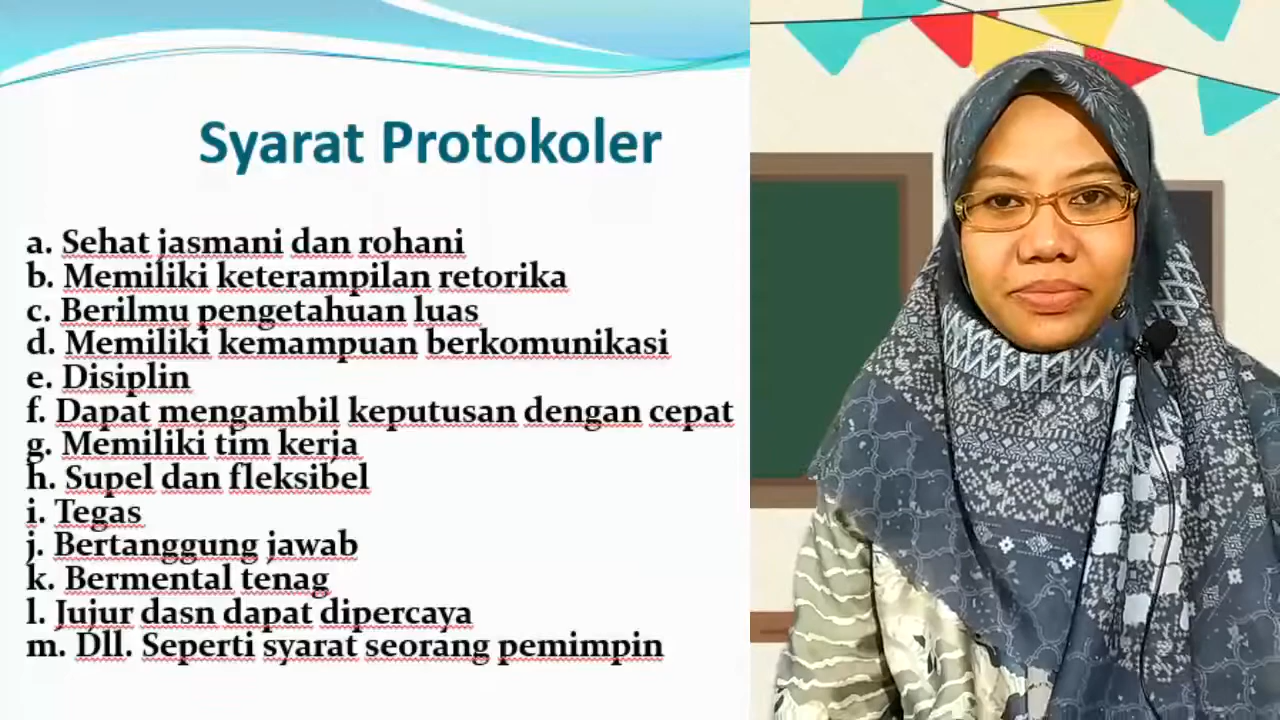 Syarat Protokoler
a. Sehat jasmani dan rohani
b. Memiliki keterampilan retorika
c. Berilmu pengetahuan luas
d. Memiliki kemampuan berkomunikasi
e. Disiplin
f. Dapat mengambil keputusan dengan cepat
g. Memiliki tim kerja
h. Supel dan fleksibel
i. Tegas
j. Bertanggung jawab
k. Bermental tenag
l. Jujur dasn dapat dipercaya
m. Dll. Seperti syarat seorang pemimpin